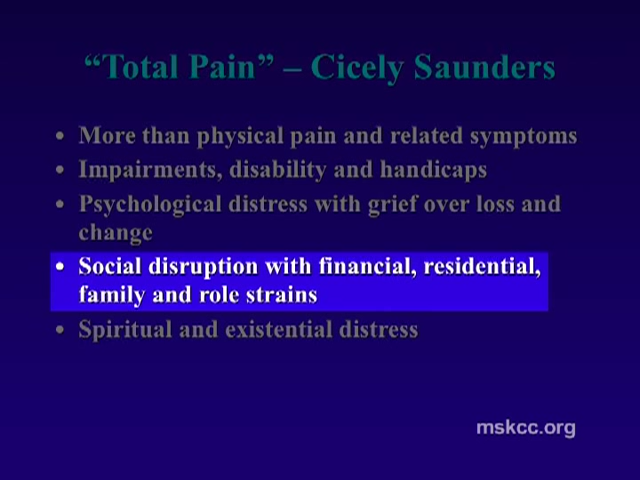 “Total Pain” – Cicely Saunders
• More than physical pain and related symptoms
• Impairments, disability and handicaps
• Psychological distress with grief over loss and
change
• Social disruption with financial, residential,
family and role strains
• Spiritual and existential distress
mskcc.org